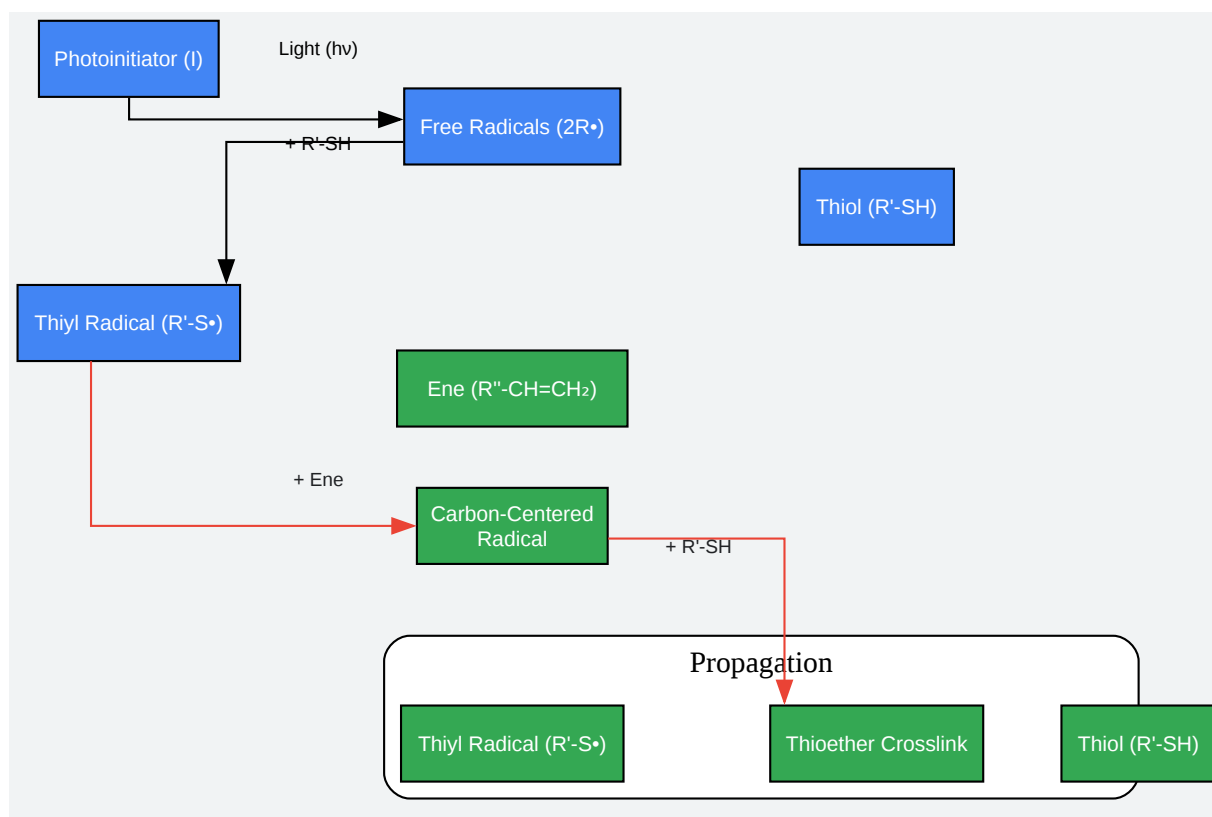 Photoinitiator (I)
Light (hν)
Free Radicals (2R•)
+ R'-SH
Thiol (R'-SH)
Thiyl Radical (R'-S•)
Ene (R''-CH=CH₂)
+ Ene
Carbon-Centered
Radical
+ R'-SH
Propagation
Thiyl Radical (R'-S•)
Thioether Crosslink
Thiol (R'-SH)